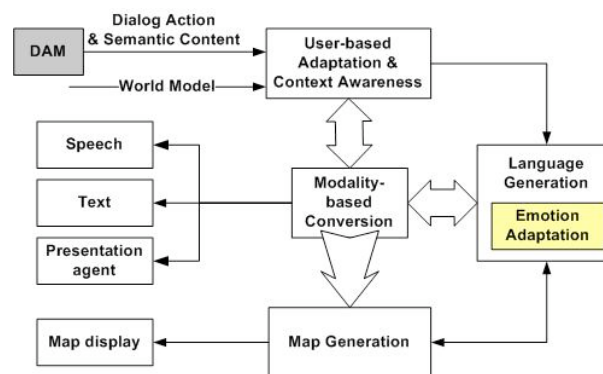 Dialog Action
& Semantic Content
DAM
User-based
Adaptation &
Context Awareness
World Model
Speech
Text
Presentation
agent
Modality-
based
Conversion
Language
Generation
Emotion
Adaptation
Map display
Map Generation